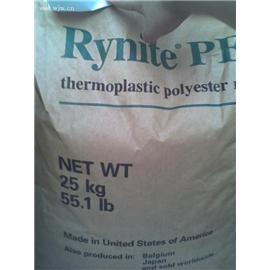 Rynite® PE
thermoplastic polyester
NET WT
25 kg
55.1 lb
Made in United States of America
Also produced in: Belgium
Japan
and sold worldwide